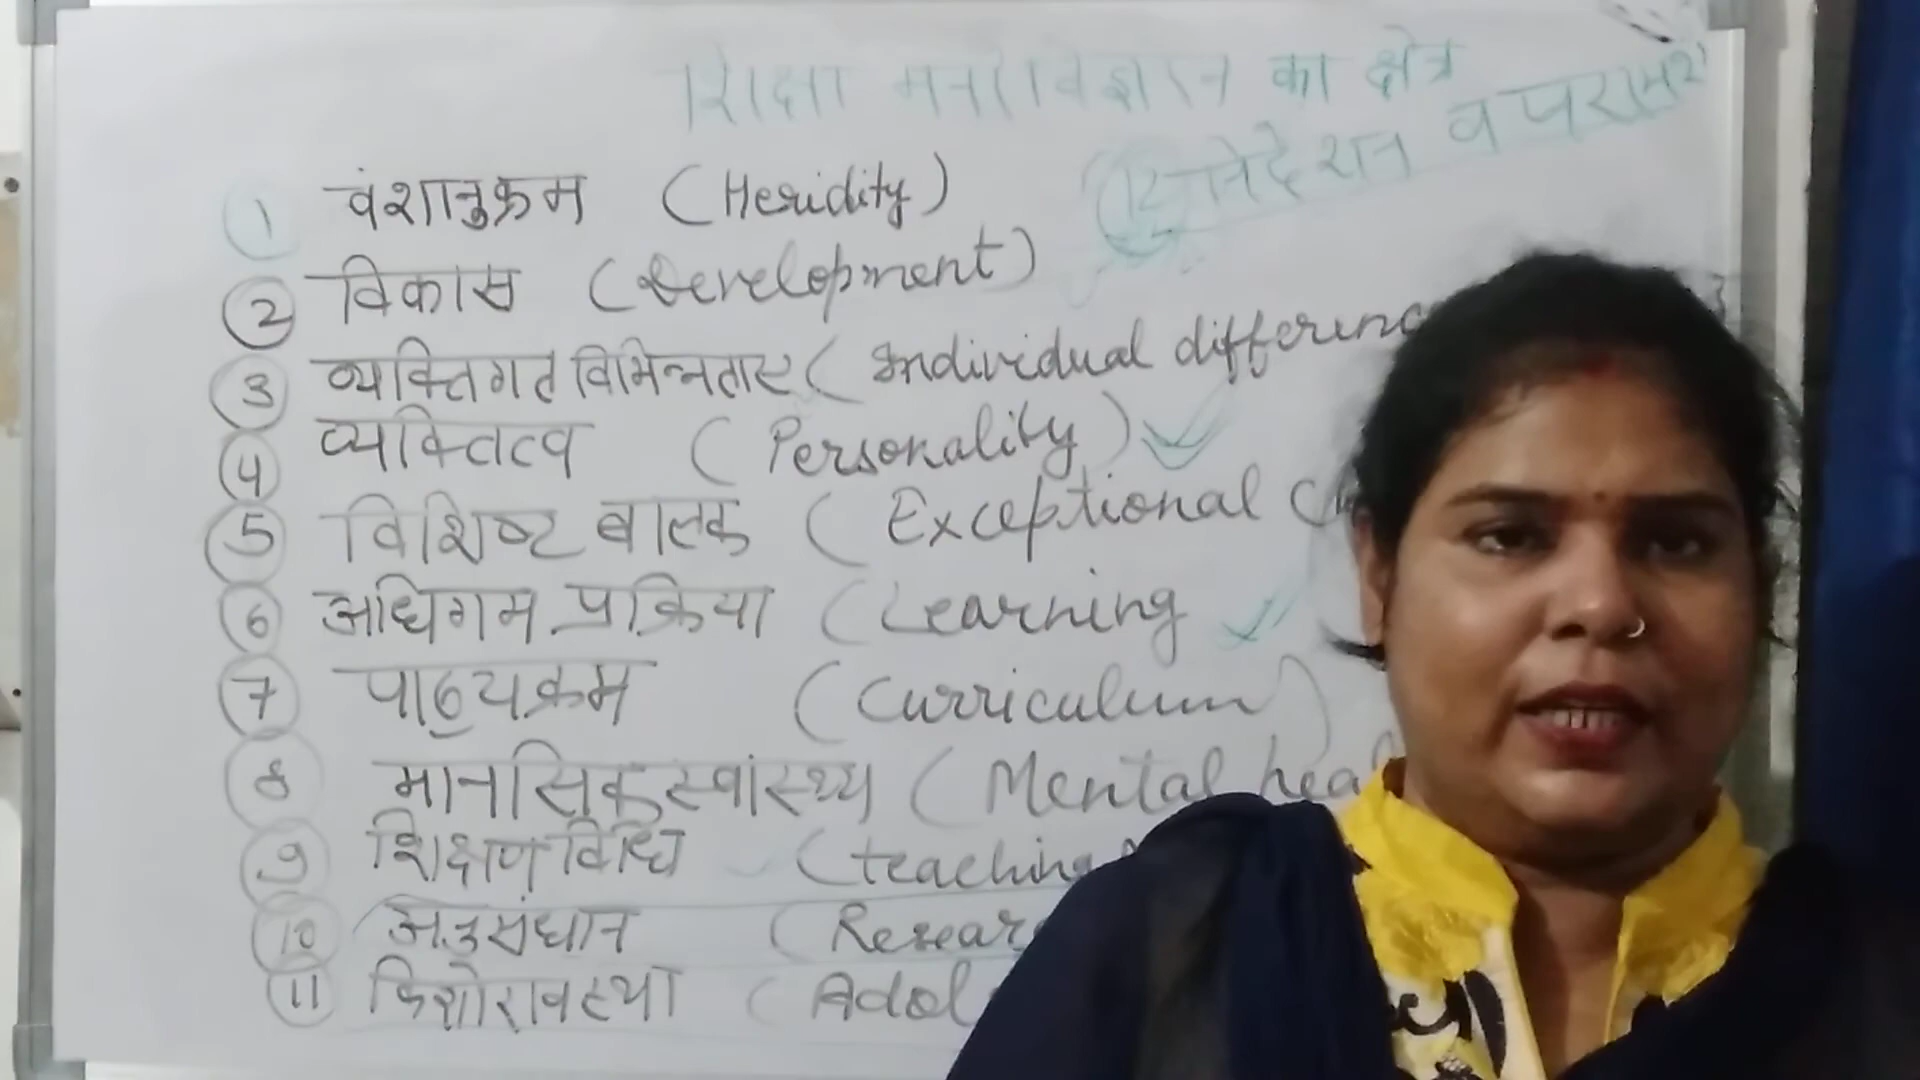 शिक्षा मनोविज्ञान का क्षेत्र
(12) निर्देशन व परामर्श
1 वंशानुक्रम (Heridity)
2 विकास (Development)
3 व्यक्तिगत विभिन्नताए (Individual differenc
4 व्यक्तित्व (Personality)
5 विशिष्ट बालक (Exceptional C
6 अधिगम प्रक्रिया (Learning
7 पाठ्यक्रम (Curriculum)
8 मानसिक स्वास्थ्य (Mental hea
9 शिक्षण विधि (teaching
10 अनुसंधान (Resear
11 किशोरावस्था (Adol